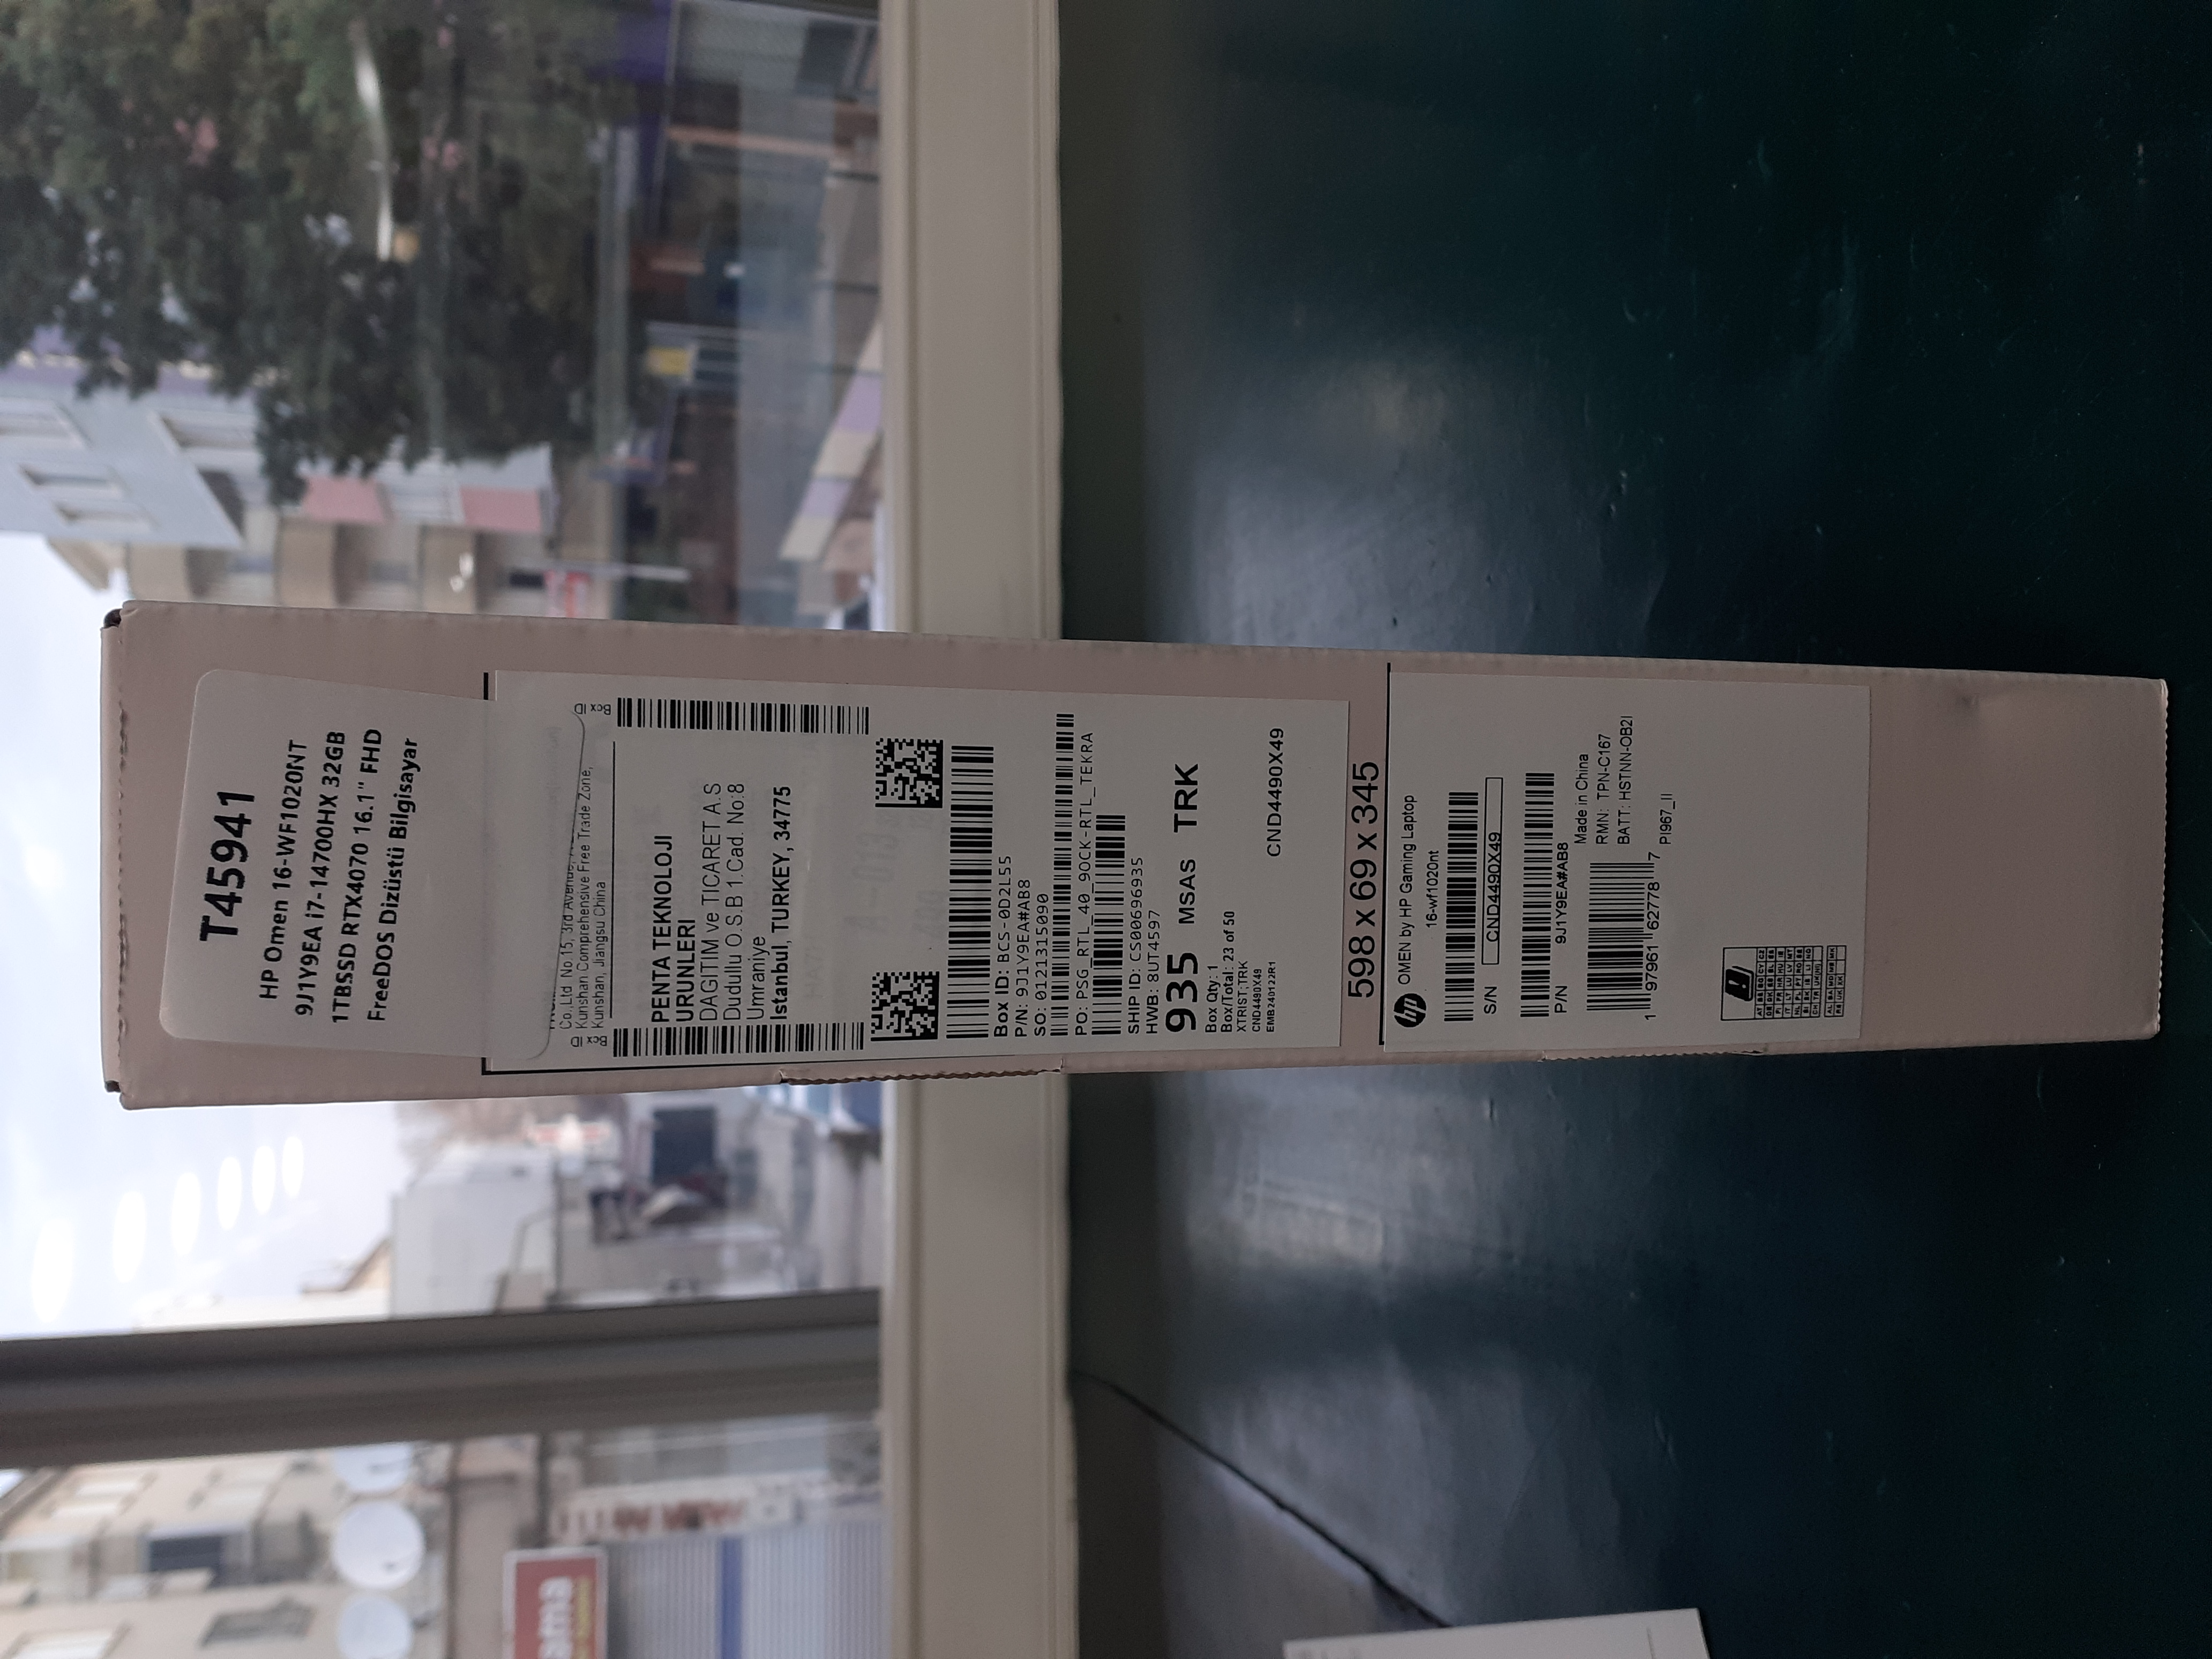 T45941
HP Omen 16-WF1020NT
9J1Y9EA i7-14700HX 32GB
1TBSSD RTX4070 16.1" FHD
FreeDOS Dizüstü Bilgisayar
Co.,Ltd No.15, 3rd Avenue,
Kunshan Comprehensive Free Trade Zone,
Kunshan, Jiangsu China
Box ID
Box ID
PENTA TEKNOLOJI
URUNLERI
DAGITIM ve TICARET A.S
Dudullu O.S.B 1.Cad. No:8
Umraniye
Istanbul, TURKEY, 34775
Box ID: BCS-0D2L55
P/N: 9J1Y9EA#AB8
SO: 01221315090
PO: PSG_RTL_40_9OCK-RTL_TEKRA
SHIP ID: CS00696935
HWB: 8UT4597
935 MSAs TRK
Box Qty: 1
Box/Total: 23 of 50
XTRIST;TRK
CND4490X49
EMB240122R1
CND4490X49
598 x 69 x 345
hp OMEN by HP Gaming Laptop
16-wf1020nt
S/N CND4490X49
P/N 9J1Y9EA#AB8
Made in China
RMN: TPN-C167
BATT: HSTNN-OB2I
1 97961 62778 7
PI967_II
ama